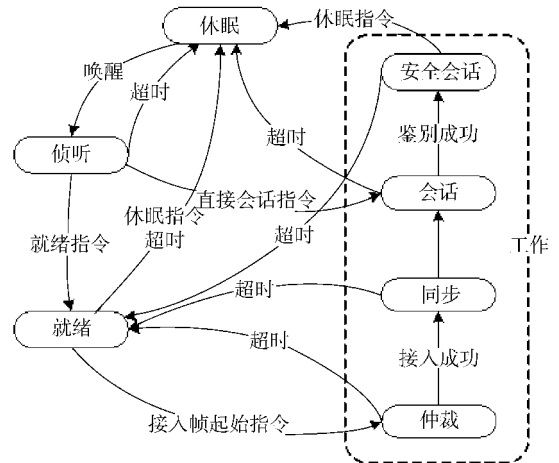 休眠
休眠指令
安全会话
唤醒
超时
鉴别成功
超时
侦听
会话
直接会话指令
休眠指令
超时
就绪指令
超时
工作
超时
同步
就绪
超时
接入成功
接入帧起始指令
仲裁